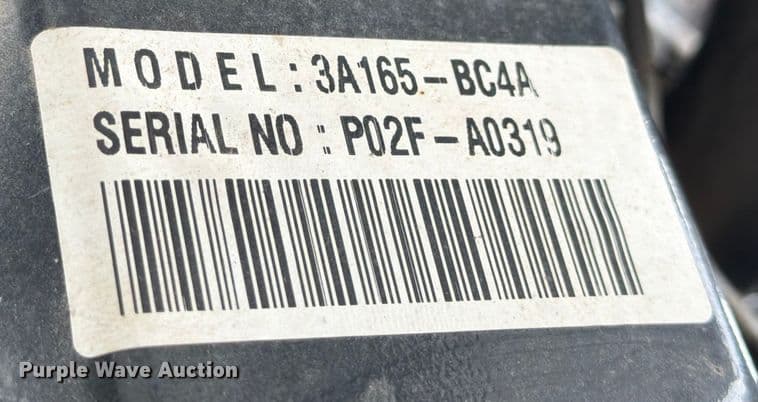 MODEL: 3A165-BC4A
SERIAL NO: P02F-A0319
Purple Wave Auction